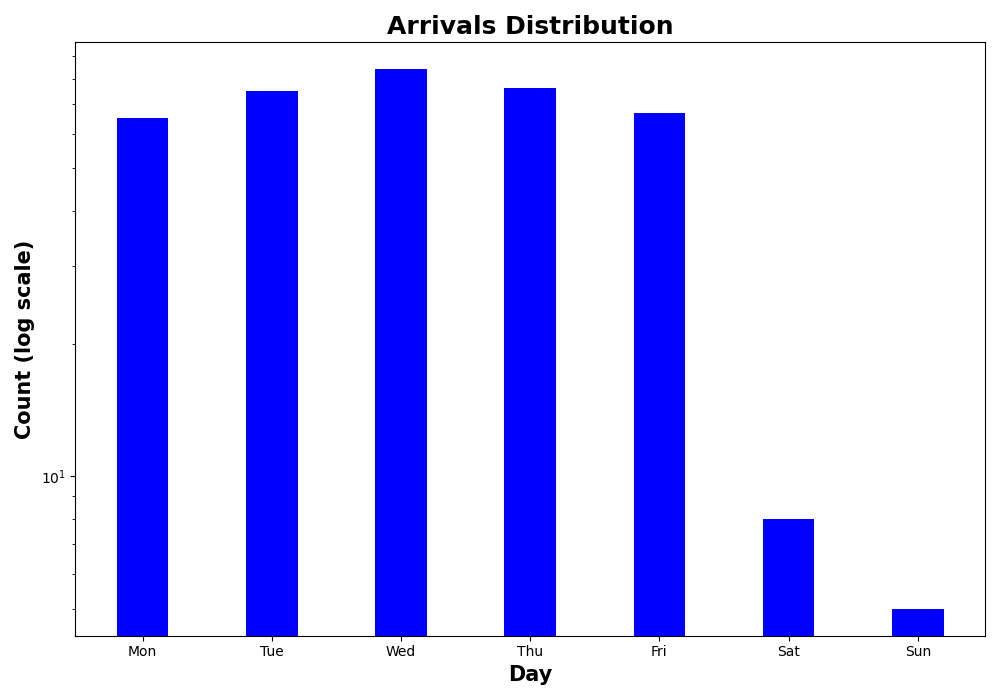 Arrivals Distribution
Count (log scale)
10¹
Mon Tue Wed Thu Fri Sat Sun
Day